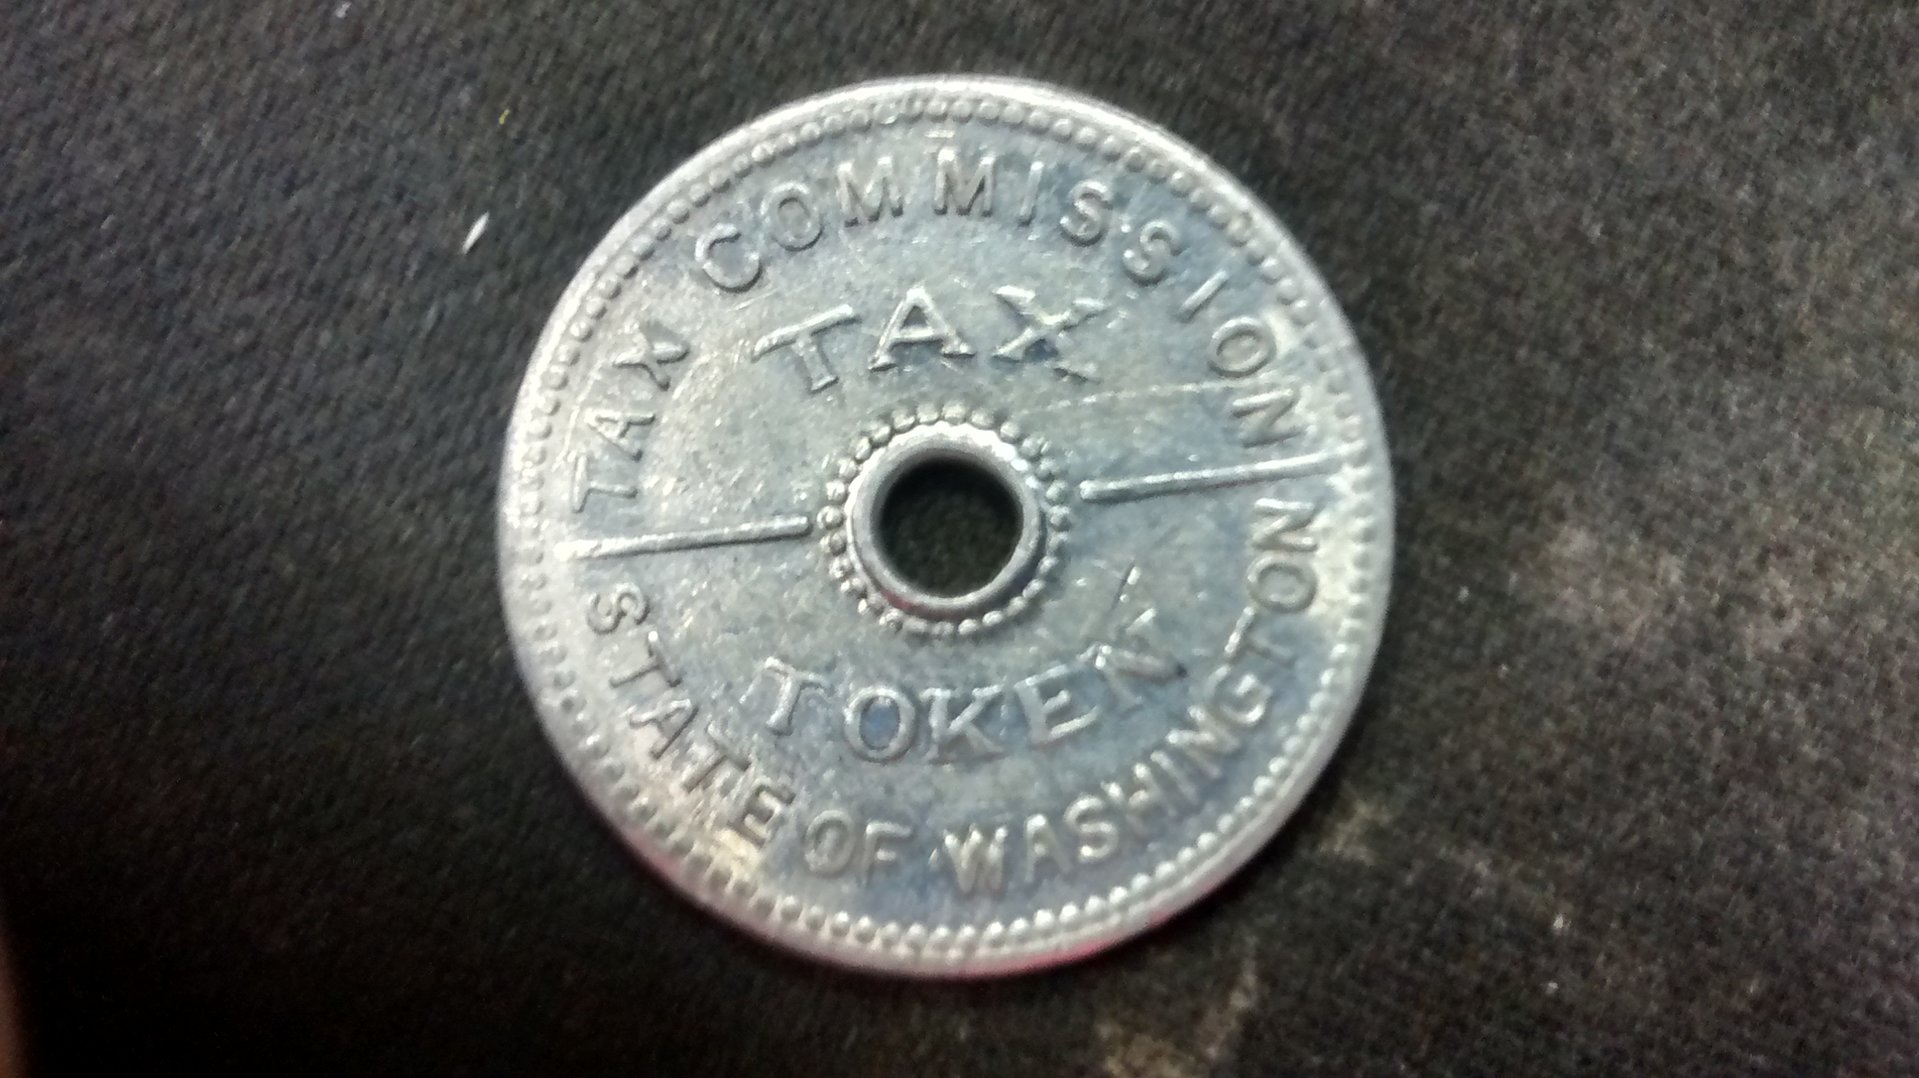 TAX COMMISSION
TAX
TOKEN
STATE OF WASHINGTON